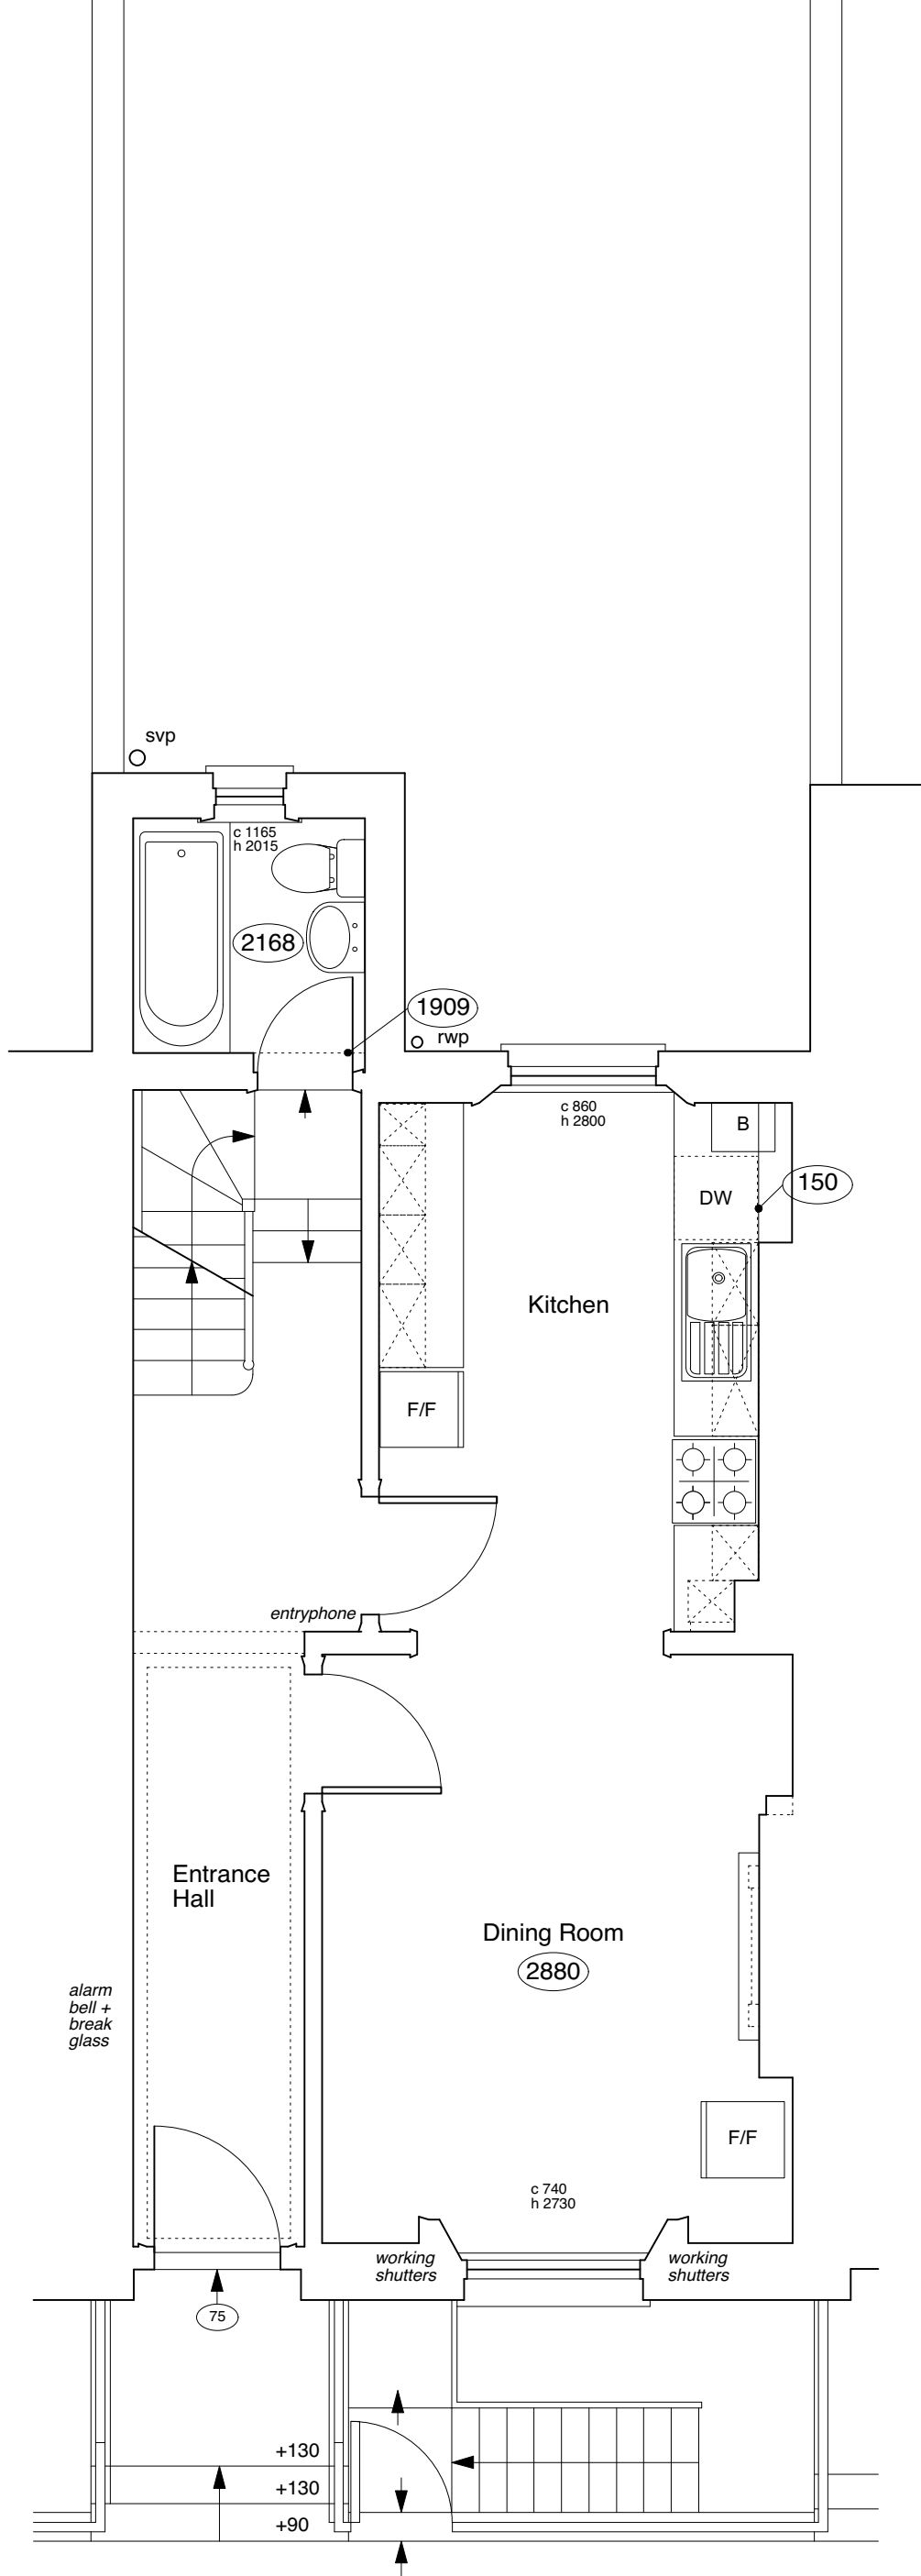 svp
c 1165
h 2015
2168
1909
rwp
c 860
h 2800
B
DW
150
Kitchen
F/F
entryphone
Entrance
Hall
Dining Room
2880
alarm
bell +
break
glass
F/F
c 740
h 2730
working
shutters
working
shutters
75
+130
+130
+90